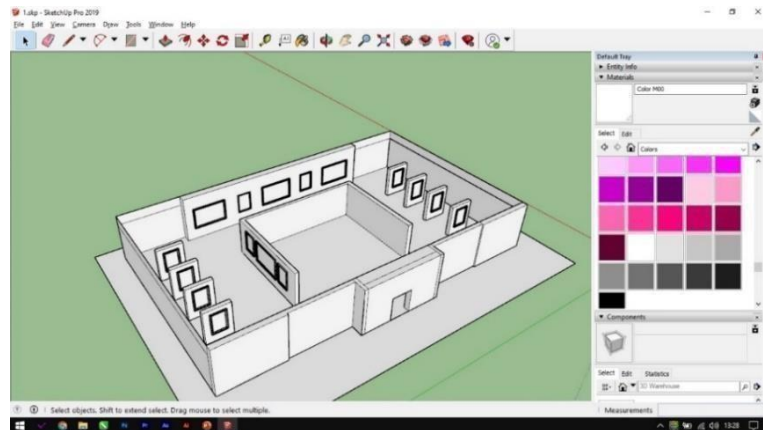 1.skp - SketchUp Pro 2019
File Edit View Camera Draw Tools Window Help
Default Tray
Entity Info
Materials
Color M00
Select Edit
Colors
Components
Select Edit Statistics
3D Warehouse
Select objects. Shift to extend select. Drag mouse to select multiple.
Measurements
13:28